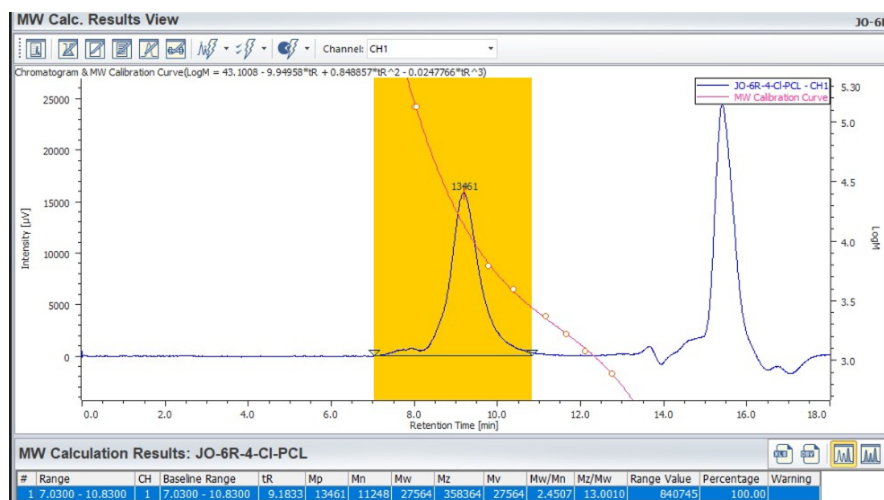 MW Calc. Results View
JO-6
Channel: CH1
Chromatogram & MW Calibration Curve(LogM = 43.1008 - 9.94958*tR + 0.848857*tR^2 - 0.0247766*tR^3)
JO-6R-4-Cl-PCL - CH1
MW Calibration Curve
25000
20000
15000
10000
5000
0
Intensity [µV]
13461
5.30
5.0
4.5
4.0
3.5
3.0
LogM
0.0 2.0 4.0 6.0 8.0 10.0 12.0 14.0 16.0 18.0
Retention Time [min]
MW Calculation Results: JO-6R-4-Cl-PCL
# Range CH Baseline Range tR Mp Mn Mw Mz Mv Mw/Mn Mz/Mw Range Value Percentage Warning
1 7.0300 - 10.8300 1 7.0300 - 10.8300 9.1833 13461 11248 27564 358364 27564 2.4507 13.0010 840745 100.00